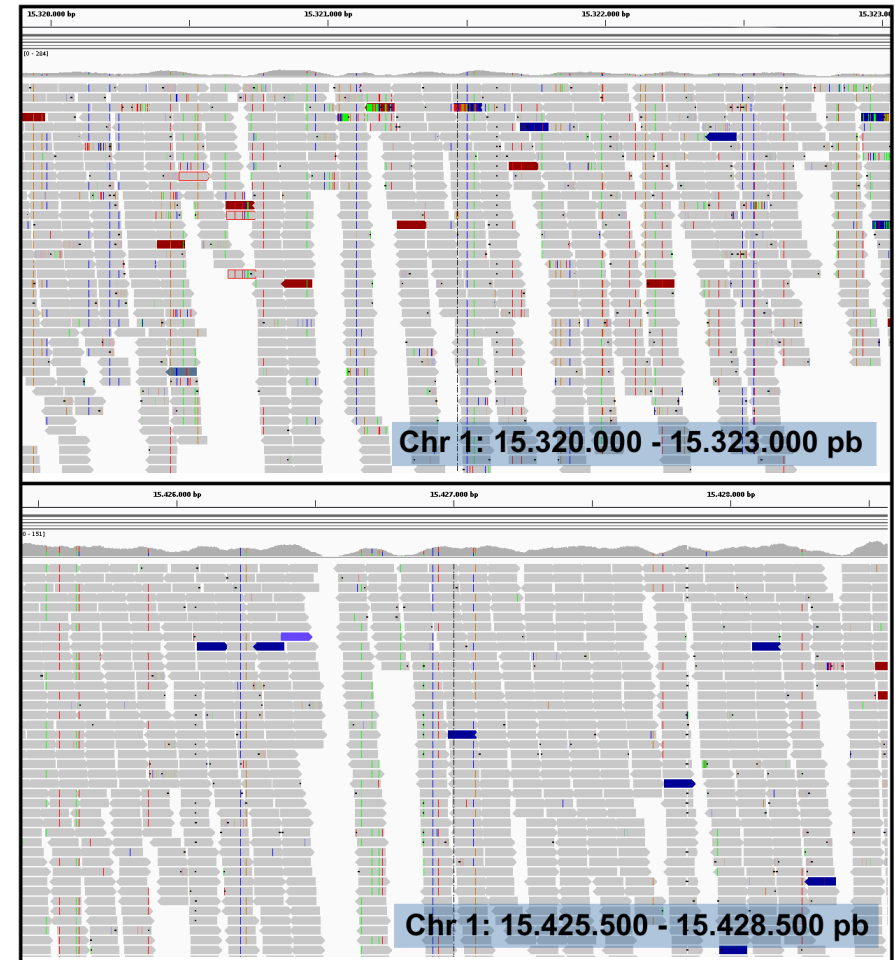 15.320.000 bp 15.321.000 bp 15.322.000 bp 15.323.0
[0 - 284]
Chr 1: 15.320.000 - 15.323.000 pb
15.426.000 bp 15.427.000 bp 15.428.000 bp
0 - 151]
Chr 1: 15.425.500 - 15.428.500 pb